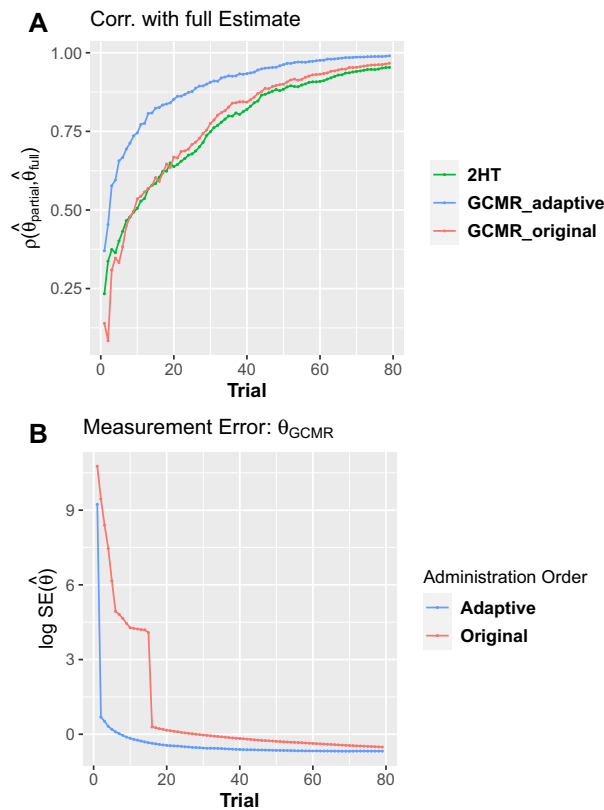 A
Corr. with full Estimate
1.00
0.75
0.50
0.25
ρ(θ̂partial,θ̂full)
0 20 40 60 80
Trial
2HT
GCMR_adaptive
GCMR_original
B
Measurement Error: θGCMR
9
6
3
0
log SE(θ̂)
0 20 40 60 80
Trial
Administration Order
Adaptive
Original